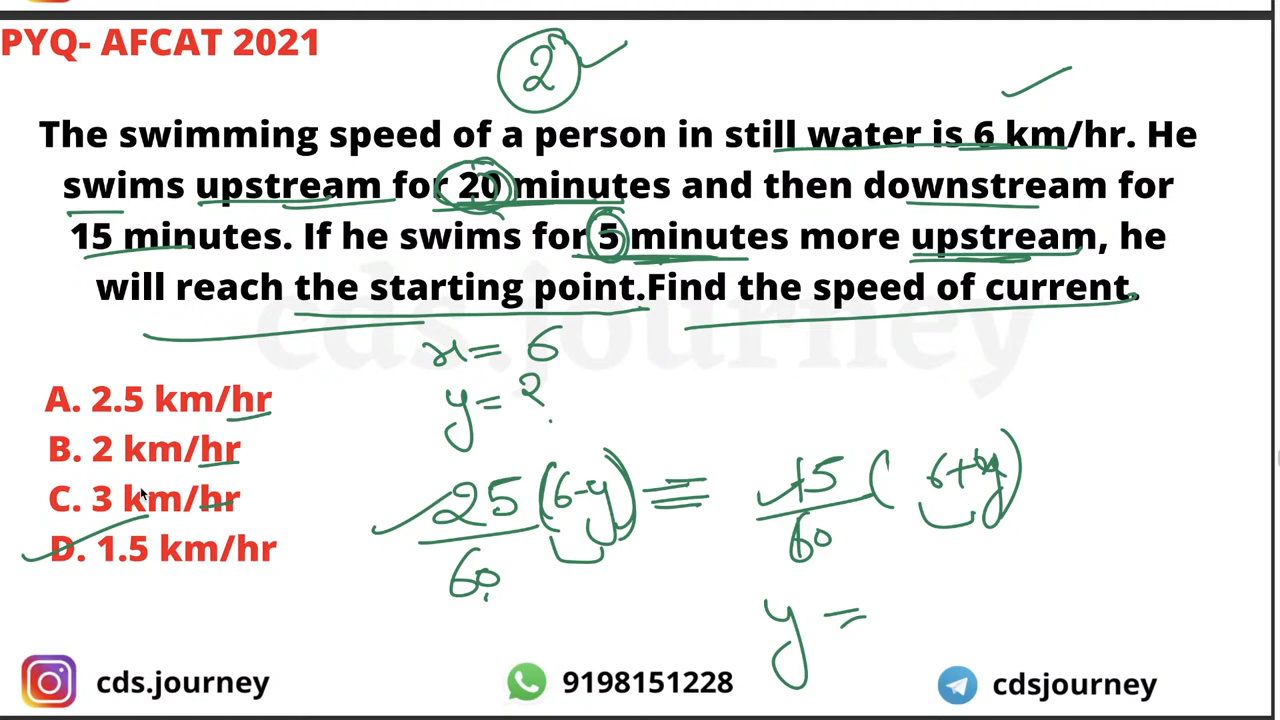 PYQ- AFCAT 2021
2
The swimming speed of a person in still water is 6 km/hr. He
swims upstream for 20 minutes and then downstream for
15 minutes. If he swims for 5 minutes more upstream, he
will reach the starting point.Find the speed of current.
cds.journey
x = 6
y = ?
A. 2.5 km/hr
B. 2 km/hr
C. 3 km/hr
D. 1.5 km/hr
25/60 (6-y) = 15/60 (6+y)
y =
cds.journey
9198151228
cdsjourney